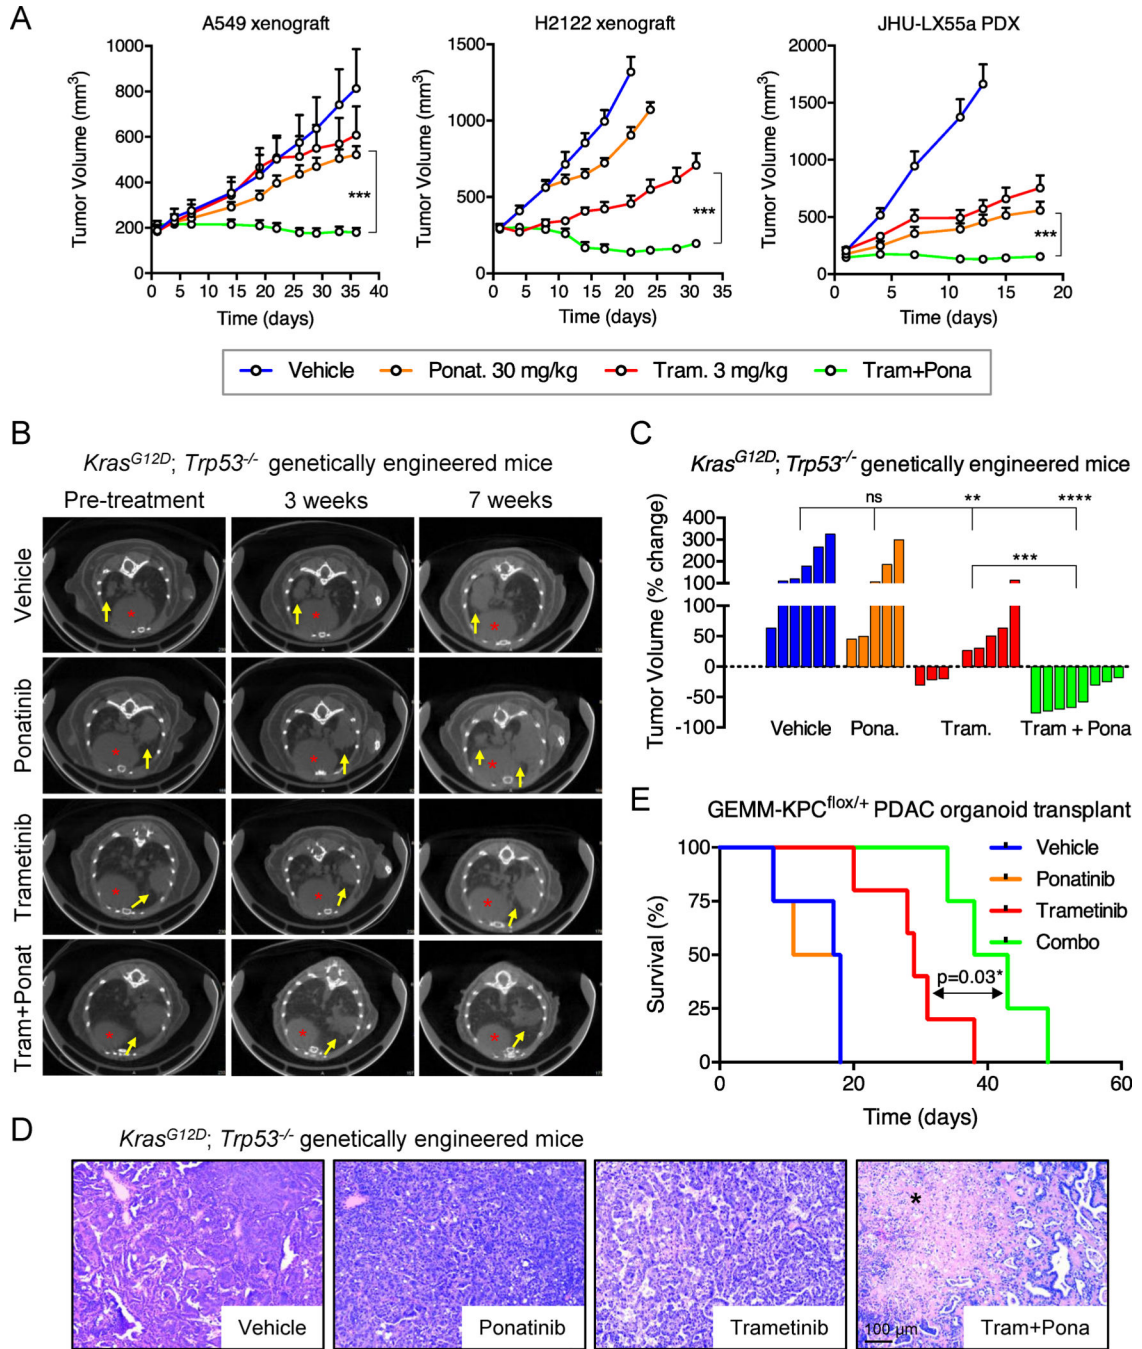 A
A549 xenograft
H2122 xenograft
JHU-LX55a PDX
Tumor Volume (mm³)
1000
800
600
400
200
0
0 5 10 15 20 25 30 35 40
Time (days)
***
Tumor Volume (mm³)
1500
1000
500
0
0 5 10 15 20 25 30 35
Time (days)
***
Tumor Volume (mm³)
2000
1500
1000
500
0
0 5 10 15 20
Time (days)
***
Vehicle Ponat. 30 mg/kg Tram. 3 mg/kg Tram+Pona
B
Kras^G12D; Trp53^-/- genetically engineered mice
Pre-treatment 3 weeks 7 weeks
Vehicle
Ponatinib
Trametinib
Tram+Ponat
C
Kras^G12D; Trp53^-/- genetically engineered mice
ns ** ****
***
Tumor Volume (% change)
400
300
200
100
100
50
0
-50
-100
Vehicle Pona. Tram. Tram + Pona
E
GEMM-KPC^flox/+ PDAC organoid transplant
Survival (%)
100
75
50
25
0
Vehicle
Ponatinib
Trametinib
Combo
p=0.03*
0 20 40 60
Time (days)
D
Kras^G12D; Trp53^-/- genetically engineered mice
*
Vehicle
Ponatinib
Trametinib
100 µm
Tram+Pona